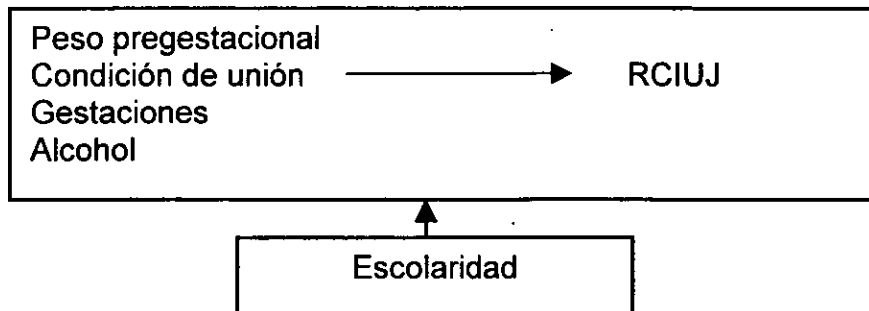 Peso pregestacional
Condición de unión RCIUJ
Gestaciones
Alcohol
Escolaridad